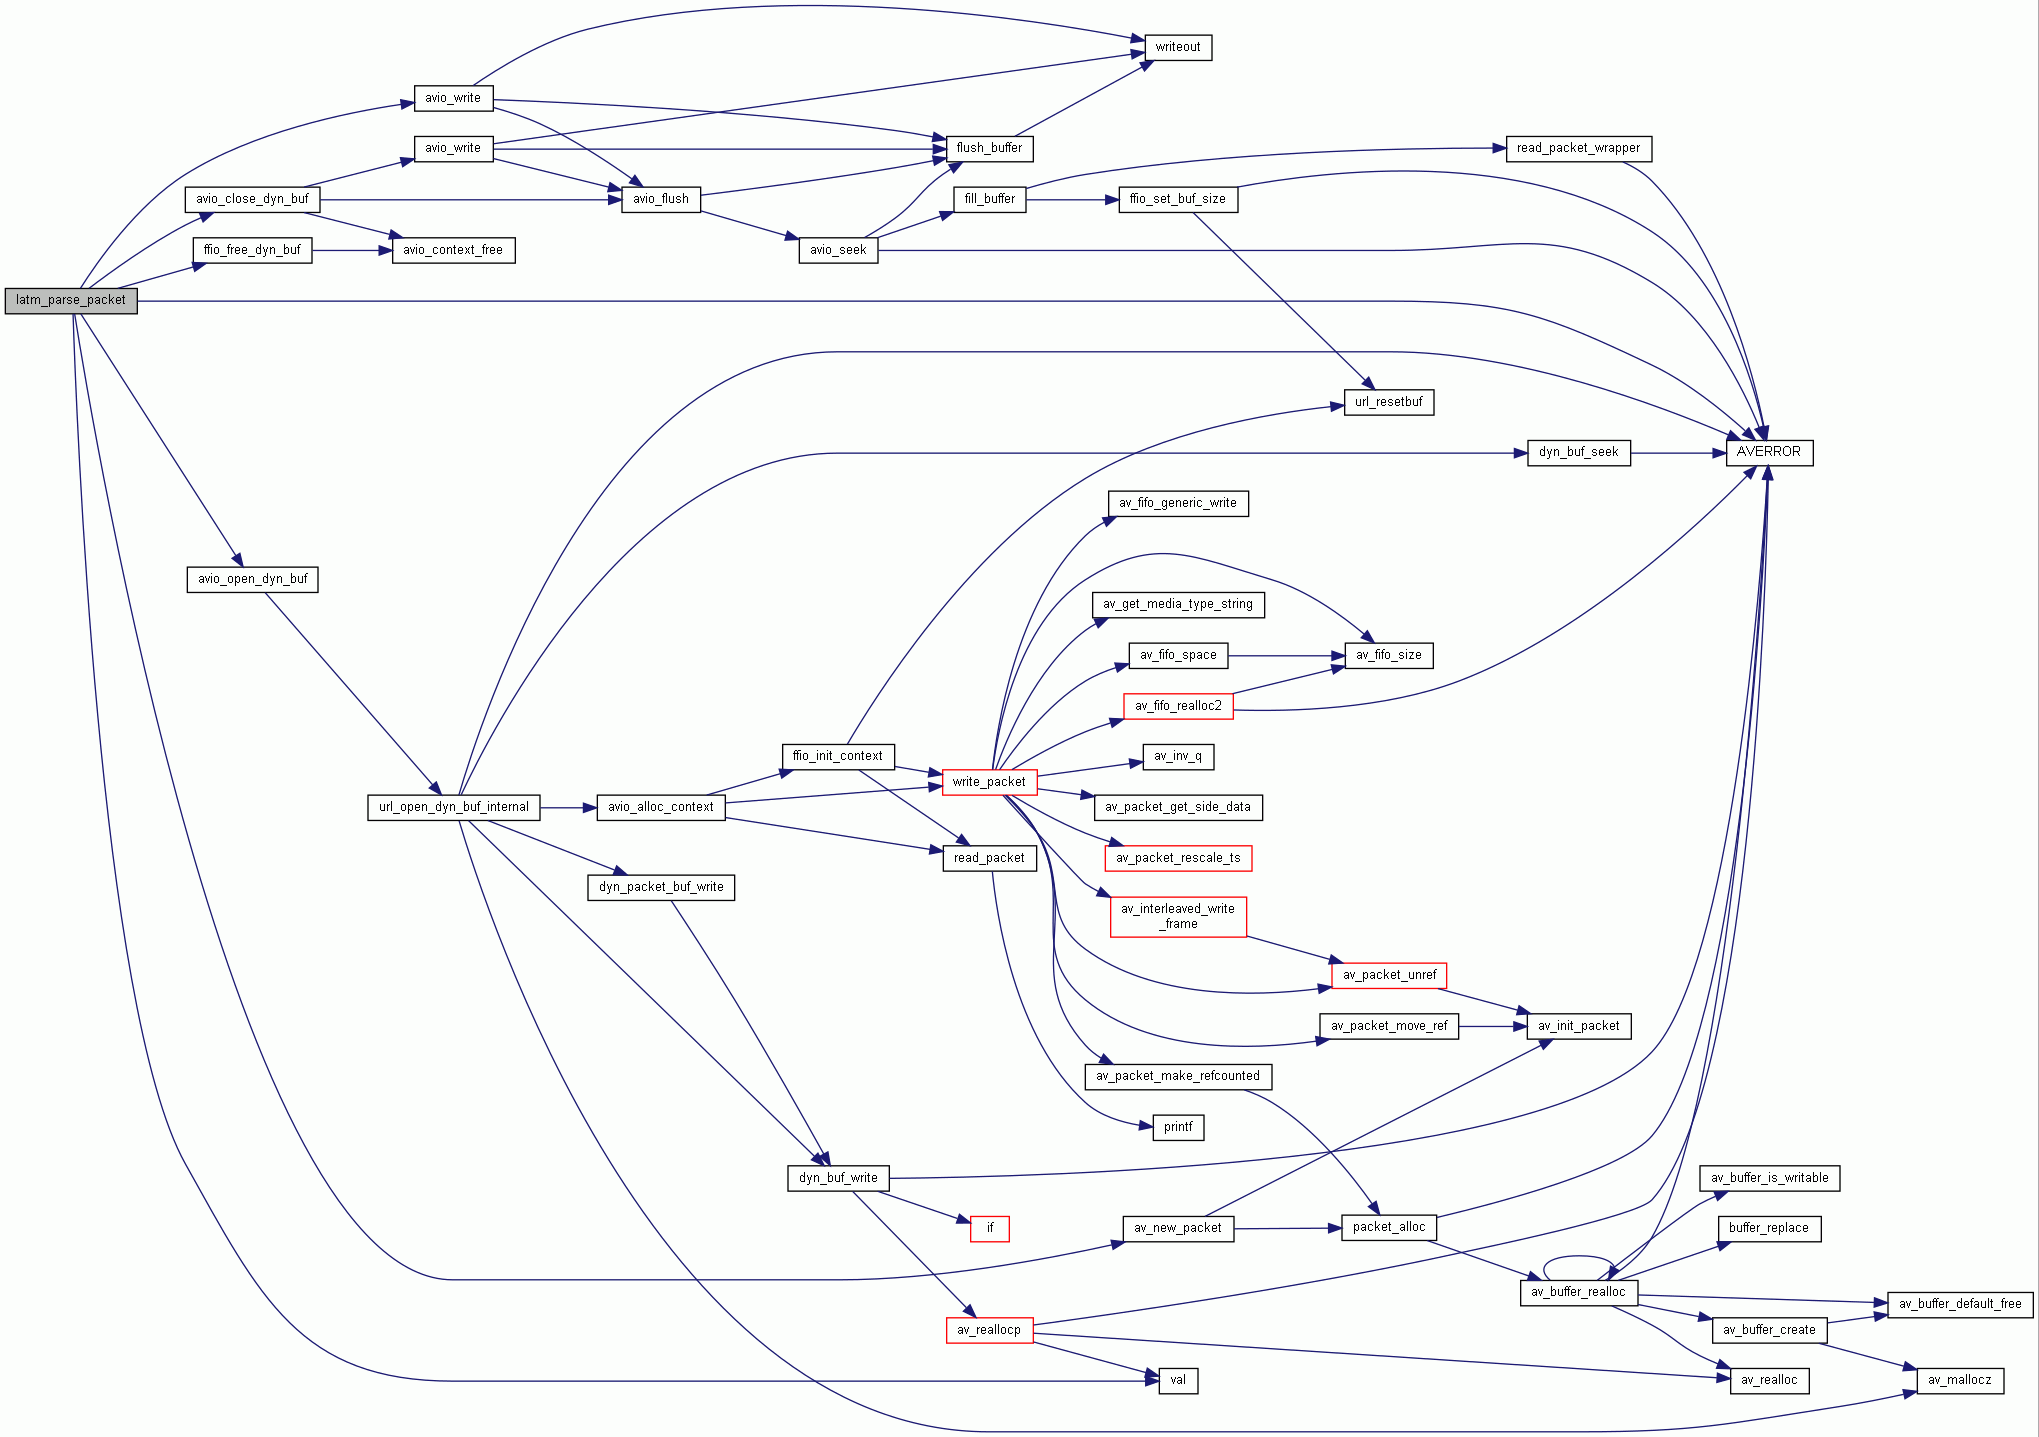 writeout
avio_write
avio_write
flush_buffer
read_packet_wrapper
avio_close_dyn_buf
avio_flush
fill_buffer
ffio_set_buf_size
ffio_free_dyn_buf
avio_context_free
avio_seek
latm_parse_packet
url_resetbuf
dyn_buf_seek
AVERROR
av_fifo_generic_write
avio_open_dyn_buf
av_get_media_type_string
av_fifo_space
av_fifo_size
av_fifo_realloc2
ffio_init_context
av_inv_q
write_packet
url_open_dyn_buf_internal
avio_alloc_context
av_packet_get_side_data
read_packet
av_packet_rescale_ts
dyn_packet_buf_write
av_interleaved_write
_frame
av_packet_unref
av_packet_move_ref
av_init_packet
av_packet_make_refcounted
printf
dyn_buf_write
av_buffer_is_writable
if
av_new_packet
packet_alloc
buffer_replace
av_buffer_realloc
av_buffer_default_free
av_reallocp
av_buffer_create
val
av_realloc
av_mallocz